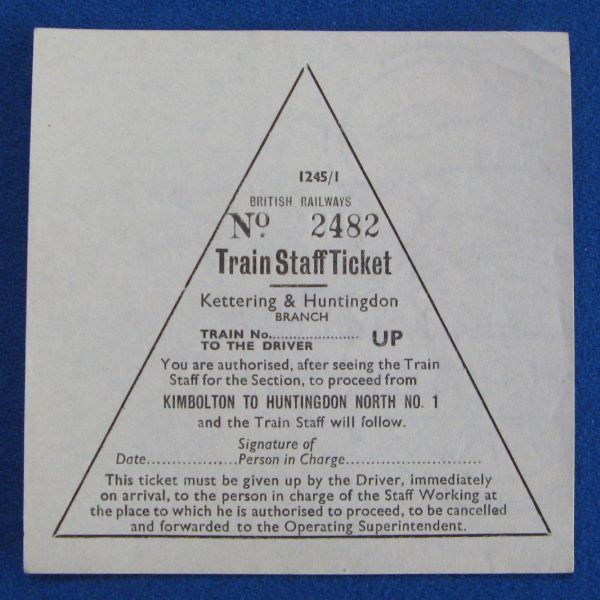 1245/1
BRITISH RAILWAYS
No. 2482
Train Staff Ticket
Kettering & Huntingdon
BRANCH
TRAIN No..................... UP
TO THE DRIVER
You are authorised, after seeing the Train
Staff for the Section, to proceed from
KIMBOLTON TO HUNTINGDON NORTH NO. 1
and the Train Staff will follow.
Signature of
Date..................Person in Charge...........................
This ticket must be given up by the Driver, immediately
on arrival, to the person in charge of the Staff Working at
the place to which he is authorised to proceed, to be cancelled
and forwarded to the Operating Superintendent.